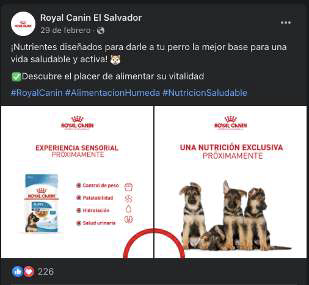 Royal Canin El Salvador
29 de febrero
¡Nutrientes diseñados para darle a tu perro la mejor base para una
vida saludable y activa!
Descubre el placer de alimentar su vitalidad
#RoyalCanin #AlimentacionHumeda #NutricionSaludable
ROYAL CANIN
EXPERIENCIA SENSORIAL
PRÓXIMAMENTE
Control de peso
Palatabilidad
Hidratación
Salud urinaria
ROYAL CANIN
UNA NUTRICIÓN EXCLUSIVA
PRÓXIMAMENTE
226